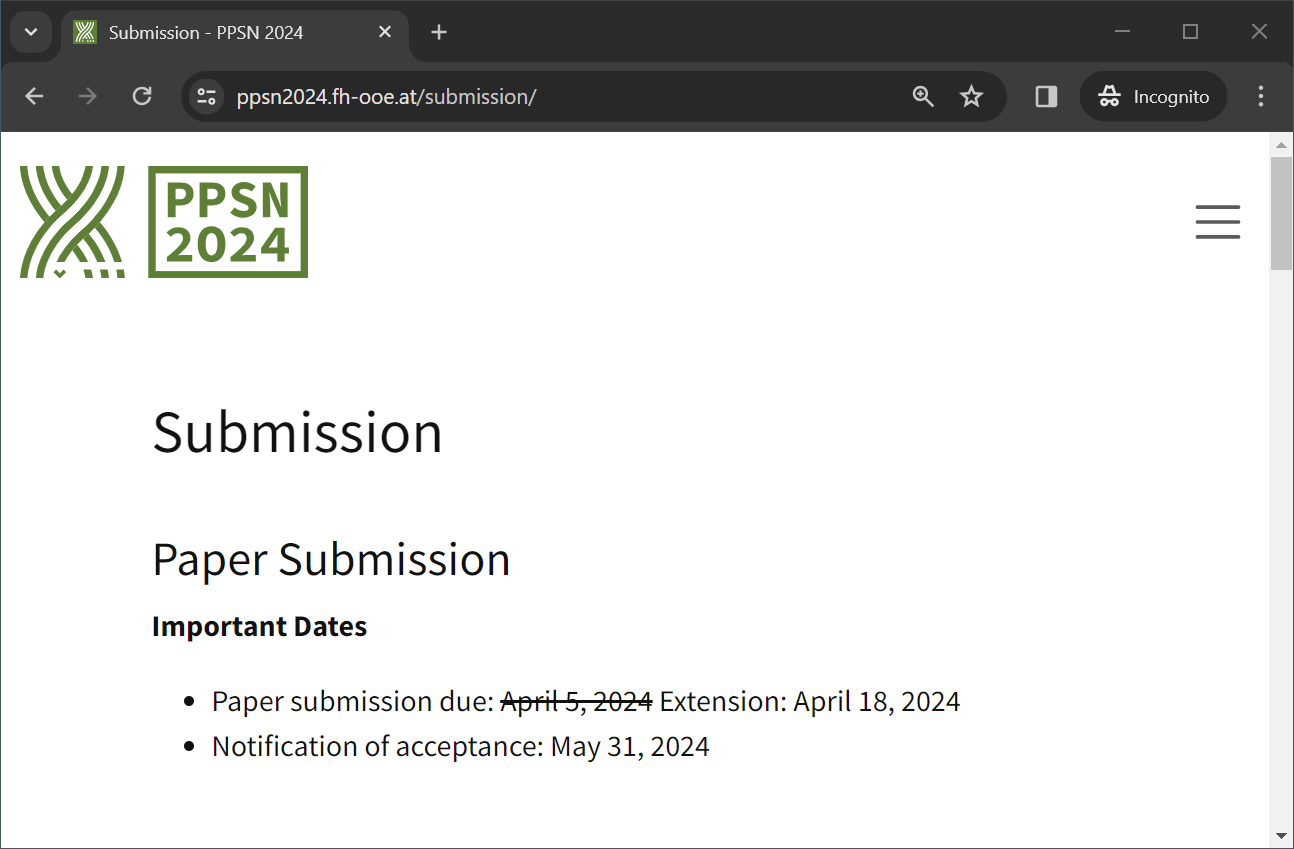 Submission - PPSN 2024
ppsn2024.fh-ooe.at/submission/
Incognito
PPSN
2024
Submission
Paper Submission
Important Dates
Paper submission due: April 5, 2024 Extension: April 18, 2024
Notification of acceptance: May 31, 2024